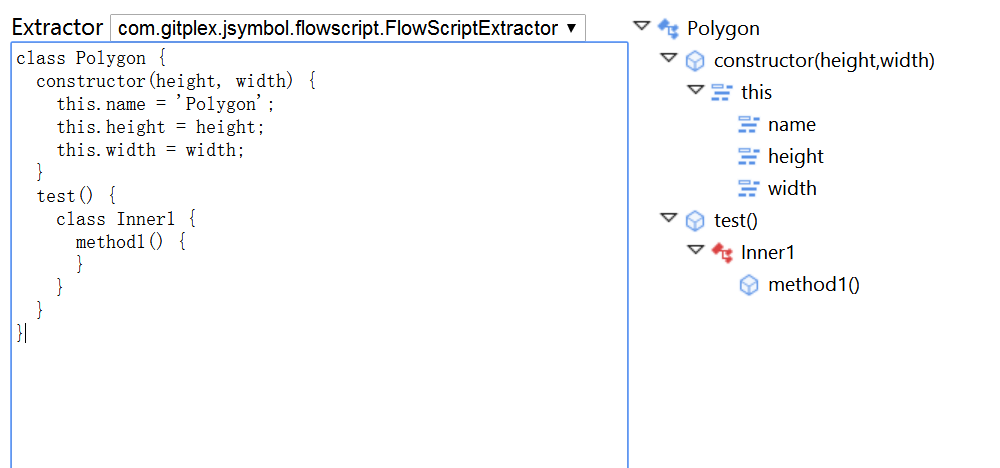 Extractor com.gitplex.jsymbol.flowscript.FlowScriptExtractor ▼
class Polygon {
  constructor(height, width) {
    this.name = 'Polygon';
    this.height = height;
    this.width = width;
  }
  test() {
    class Inner1 {
      method1() {
      }
    }
  }
}
Polygon
constructor(height,width)
this
name
height
width
test()
Inner1
method1()